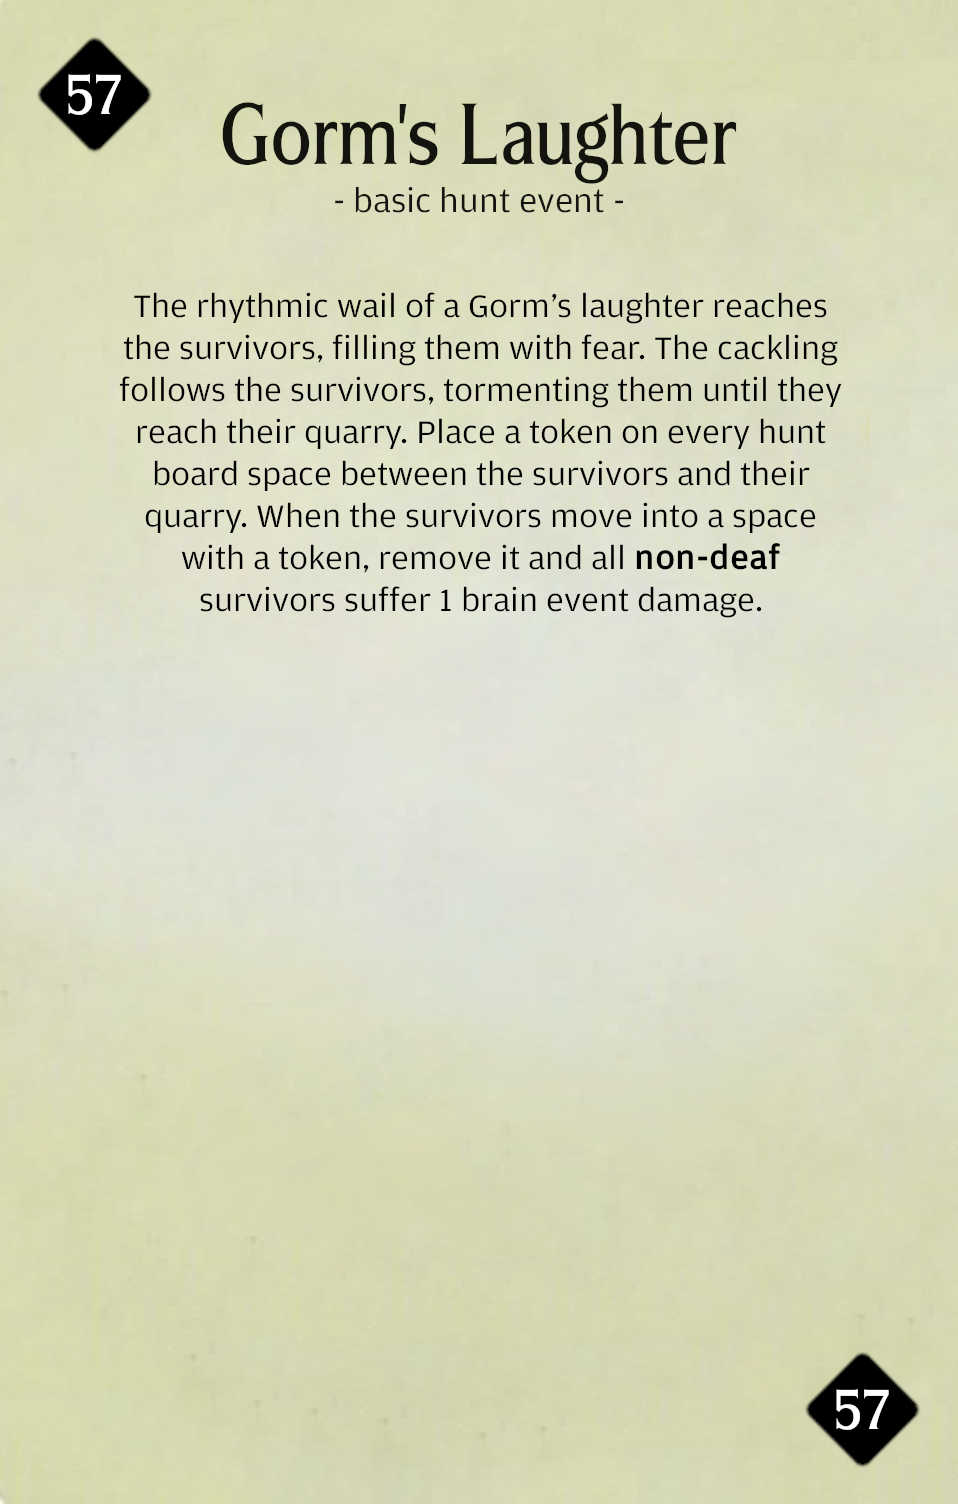 57
Gorm's Laughter
- basic hunt event -
The rhythmic wail of a Gorm’s laughter reaches
the survivors, filling them with fear. The cackling
follows the survivors, tormenting them until they
reach their quarry. Place a token on every hunt
board space between the survivors and their
quarry. When the survivors move into a space
with a token, remove it and all non-deaf
survivors suffer 1 brain event damage.
57